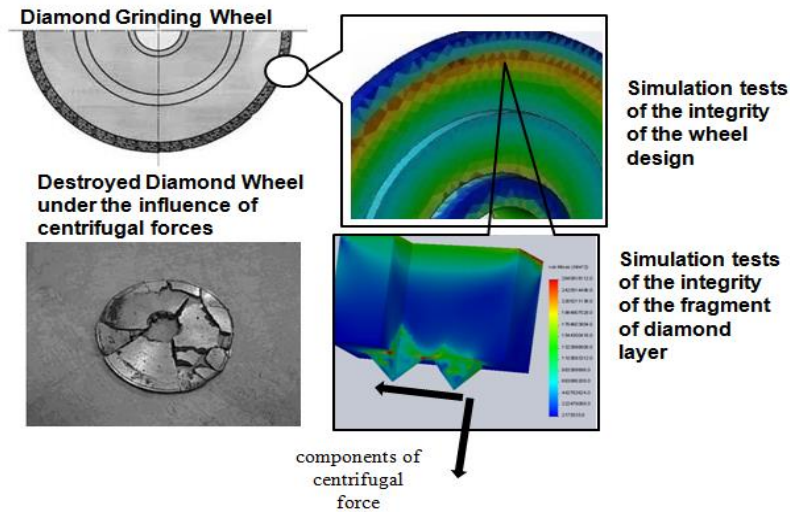 Diamond Grinding Wheel
Simulation tests
of the integrity
of the wheel
design
Destroyed Diamond Wheel
under the influence of
centrifugal forces
Simulation tests
of the integrity
of the fragment
of diamond
layer
components of
centrifugal
force